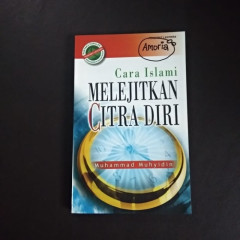 Amoria
Cara Islami
MELEJITKAN
CITRA DIRI
Muhammad Muhyidin